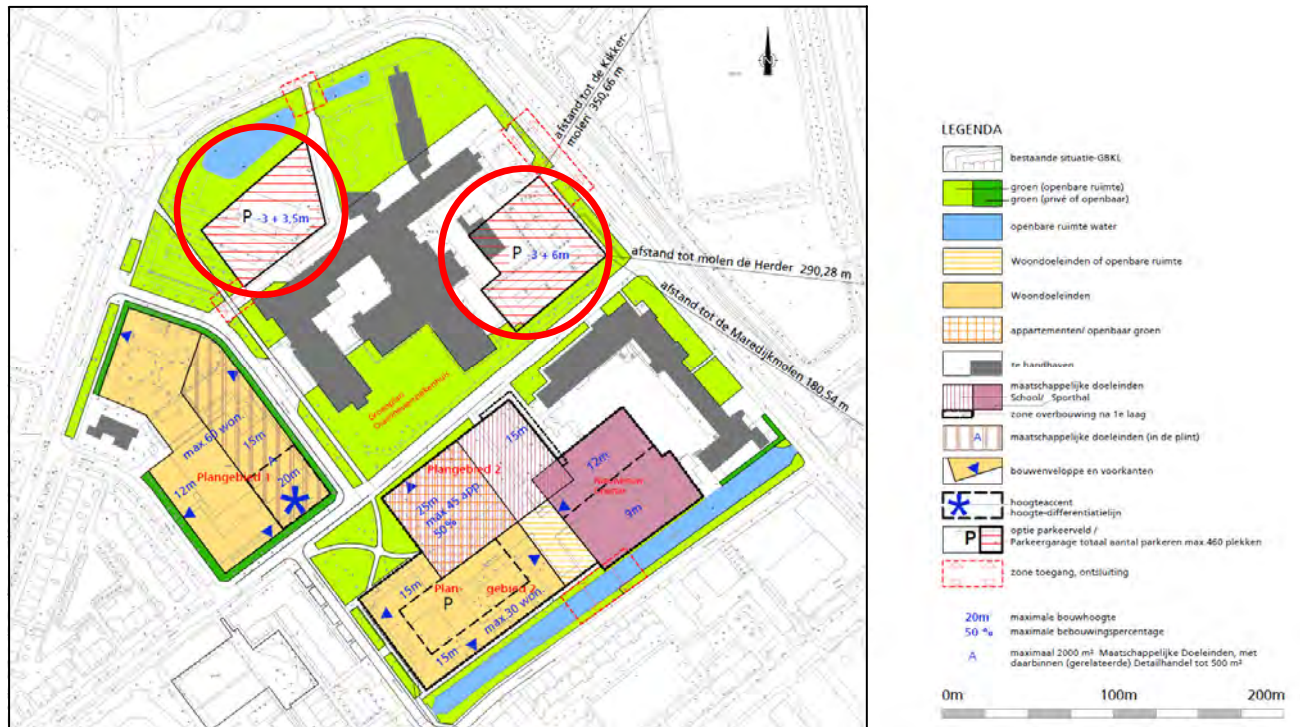 afstand tot de Kikker-
molen 350,66 m
P -3 + 3,5m
P -3 + 6m
afstand tot molen de Herder 290,28 m
afstand tot de Maredijkmolen 180,54 m
Groenplan
Diaconessenziekenhuis
max.60 won.
15m
Plangebied 1
A
20m
12m
Plangebied 2
15m
25m
max 45 app.
50%
12m
9m
15m
Plan-
gebied 2
P
max.30 won.
15m
LEGENDA
bestaande situatie-GBKL
groen (openbare ruimte)
groen (privé of openbaar)
openbare ruimte water
Woondoeleinden of openbare ruimte
Woondoeleinden
appartementen/ openbaar groen
te handhaven
maatschappelijke doeleinden
School/ Sporthal
zone overbouwing na 1e laag
A
maatschappelijke doeleinden (in de plint)
bouwenveloppe en voorkanten
hoogteaccent
hoogte-differentiatielijn
P
optie parkeerveld /
Parkeergarage totaal aantal parkeren max.460 plekken
zone toegang, ontsluiting
20m maximale bouwhoogte
50 % maximale bebouwingspercentage
A maximaal 2000 m² Maatschappelijke Doeleinden, met
daarbinnen (gerelateerde) Detailhandel tot 500 m²
0m 100m 200m